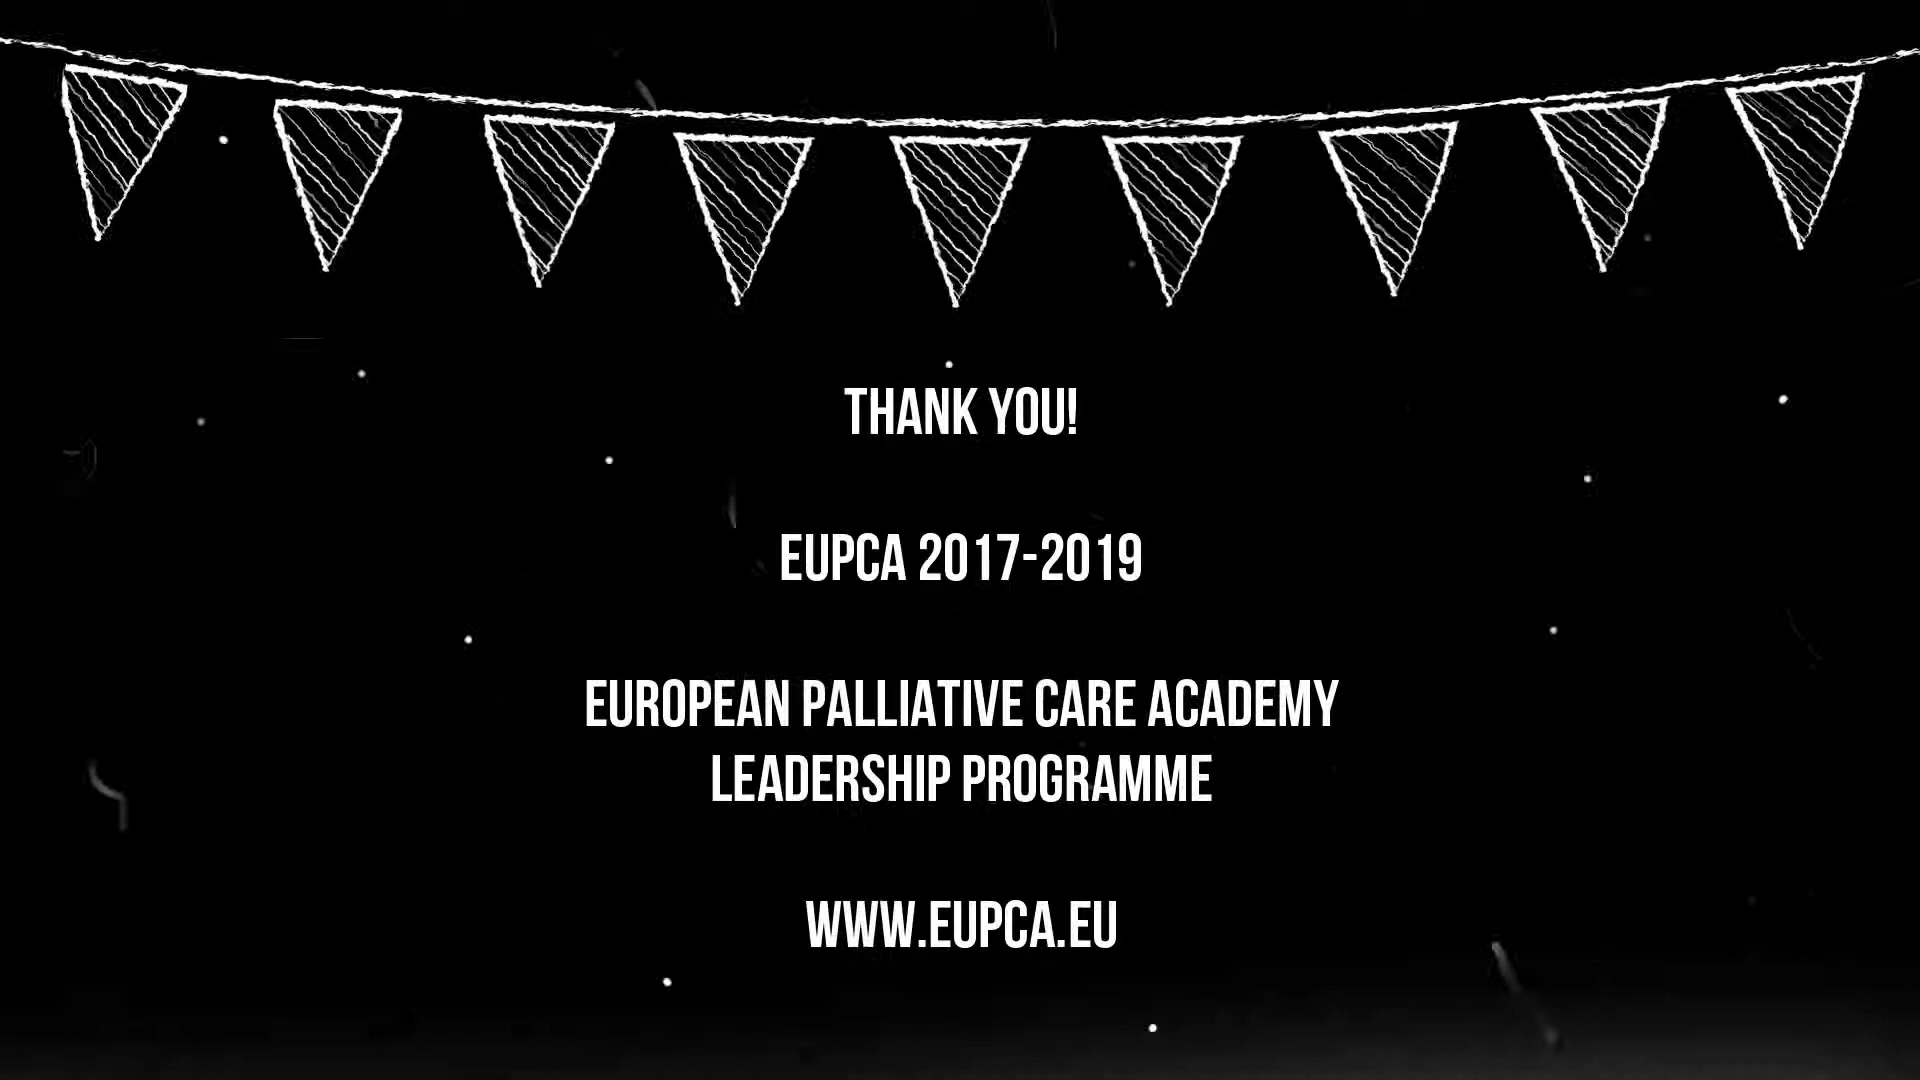 THANK YOU!
EUPCA 2017-2019
EUROPEAN PALLIATIVE CARE ACADEMY
LEADERSHIP PROGRAMME
WWW.EUPCA.EU